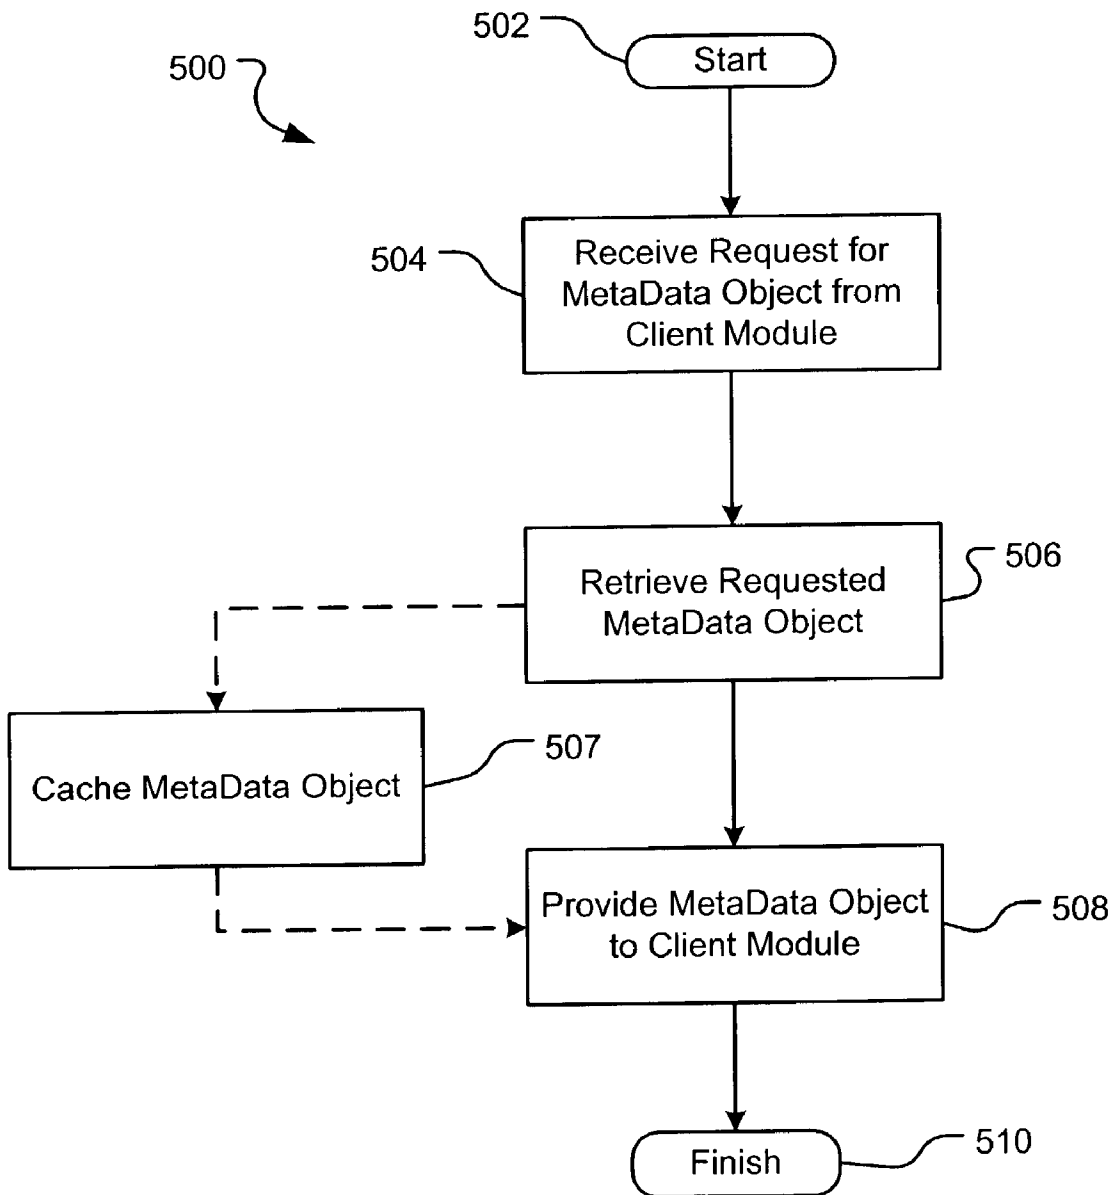 502
Start
500
504
Receive Request for
MetaData Object from
Client Module
506
Retrieve Requested
MetaData Object
507
Cache MetaData Object
508
Provide MetaData Object
to Client Module
510
Finish